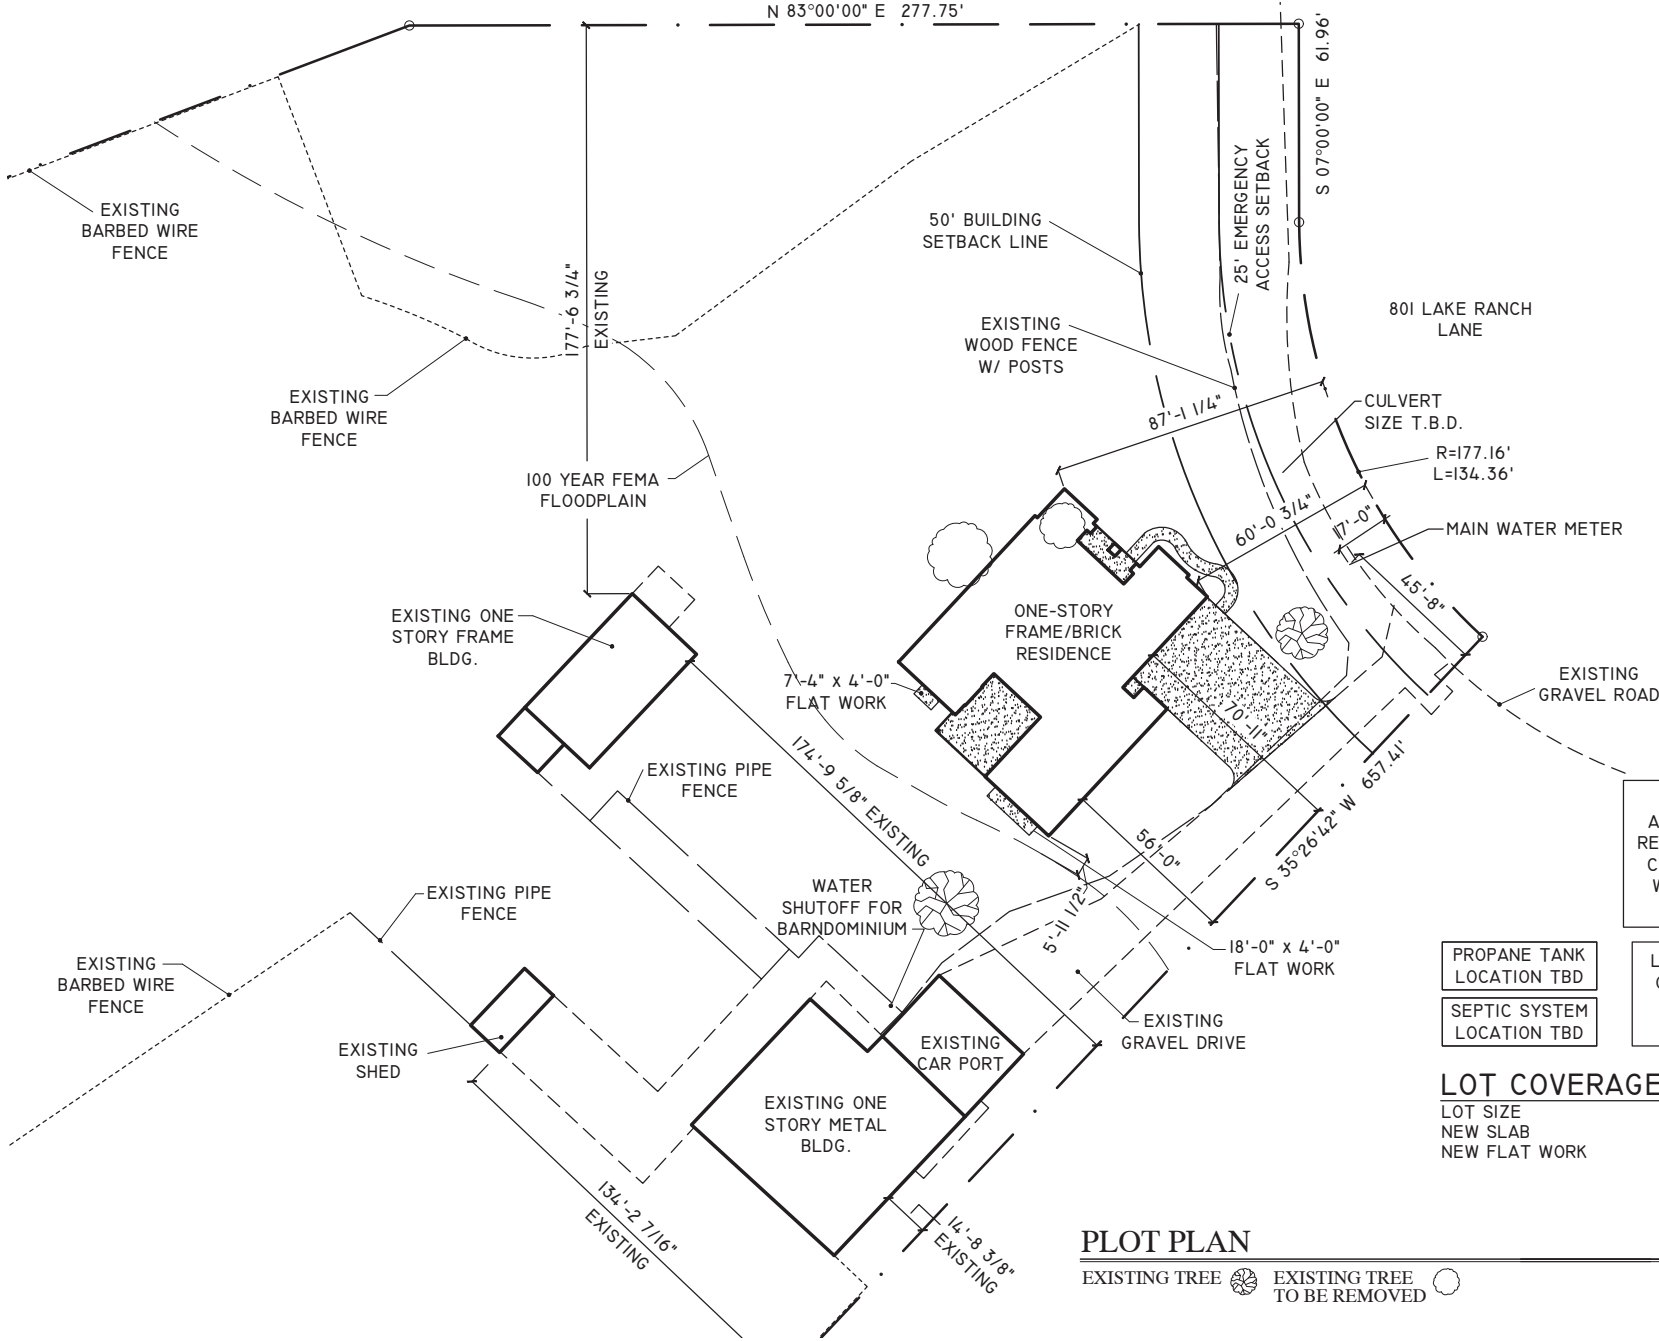 N 83°00'00" E 277.75'
S 07°00'00" E 61.96'
EXISTING
BARBED WIRE
FENCE
177'-6 3/4"
EXISTING
50' BUILDING
SETBACK LINE
25' EMERGENCY
ACCESS SETBACK
EXISTING
WOOD FENCE
W/ POSTS
801 LAKE RANCH
LANE
EXISTING
BARBED WIRE
FENCE
87'-1 1/4"
CULVERT
SIZE T.B.D.
R=177.16'
L=134.36'
100 YEAR FEMA
FLOODPLAIN
60'-0 3/4"
17'-0"
MAIN WATER METER
45'-8"
EXISTING ONE
STORY FRAME
BLDG.
ONE-STORY
FRAME/BRICK
RESIDENCE
7'-4" X 4'-0"
FLAT WORK
EXISTING
GRAVEL ROAD
70'-11"
174'-9 5/8" EXISTING
EXISTING PIPE
FENCE
S 35°26'42" W 657.41'
56'-0"
5'-11 1/2"
WATER
SHUTOFF FOR
BARNDOMINIUM
EXISTING PIPE
FENCE
18'-0" X 4'-0"
FLAT WORK
EXISTING
BARBED WIRE
FENCE
EXISTING
GRAVEL DRIVE
EXISTING
SHED
EXISTING
CAR PORT
EXISTING ONE
STORY METAL
BLDG.
134'-2 7/16"
EXISTING
14'-8 3/8"
EXISTING
A
RE
C
W
PROPANE TANK
LOCATION TBD
SEPTIC SYSTEM
LOCATION TBD
L
LOT COVERAGE
LOT SIZE
NEW SLAB
NEW FLAT WORK
PLOT PLAN
EXISTING TREE
EXISTING TREE
TO BE REMOVED